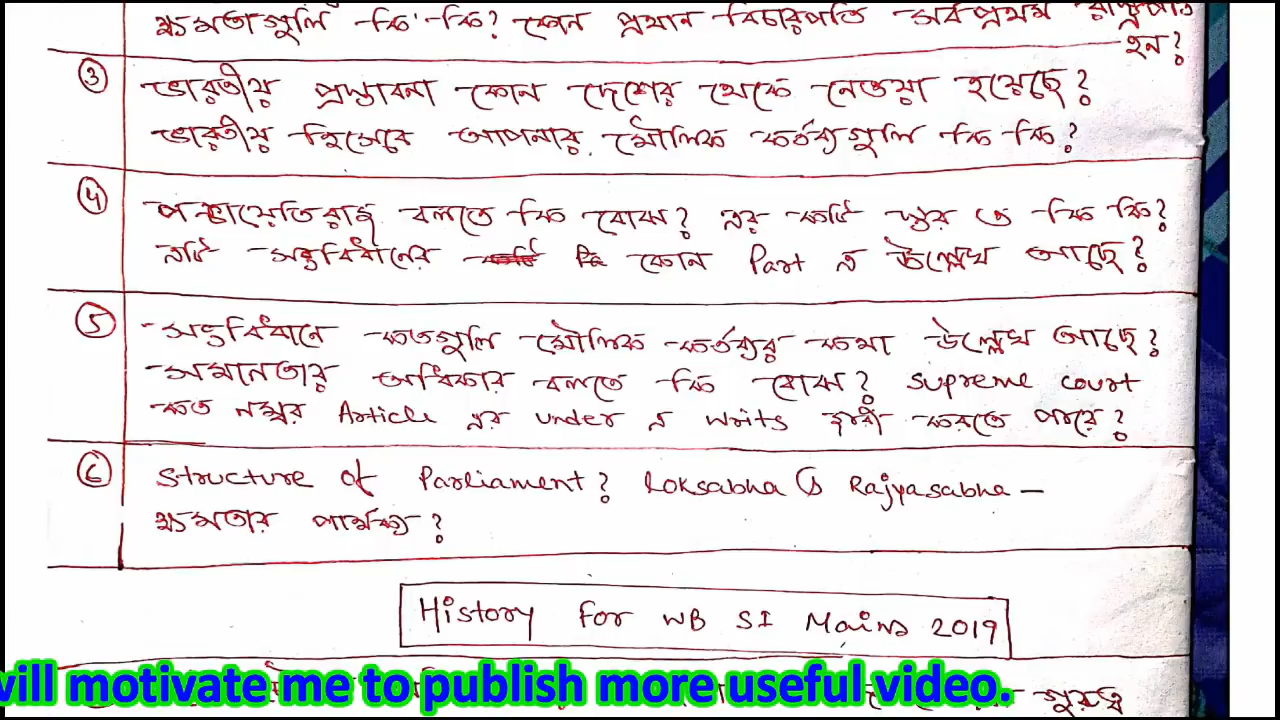 ক্ষমতাগুলি কি কি? কোন প্রধান বিচারপতি সর্বপ্রথম রাষ্ট্রপতি
হন?
③ ভারতীয় প্রস্তাবনা কোন দেশের থেকে নেওয়া হয়েছে?
ভারতীয় হিসেবে আপনার মৌলিক কর্তব্যগুলি কি কি?
④ পঞ্চায়েতিরাজ বলতে কি বোঝ? এর কটি স্তর ও কি কি?
এটি সংবিধানের কোন Part এ উল্লেখ আছে?
⑤ সংবিধানে কতগুলি মৌলিক কর্তব্যর কথা উল্লেখ আছে?
সমানতার অধিকার বলতে কি বোঝ? Supreme court
কত নম্বর Article এর under এ writs জারী করতে পারে?
⑥ Structure of Parliament? Loksabha ও Rajyasabha –
ক্ষমতার পার্থক্য?
History for WB SI Mains 2019
will motivate me to publish more useful video.
গুরুত্ব